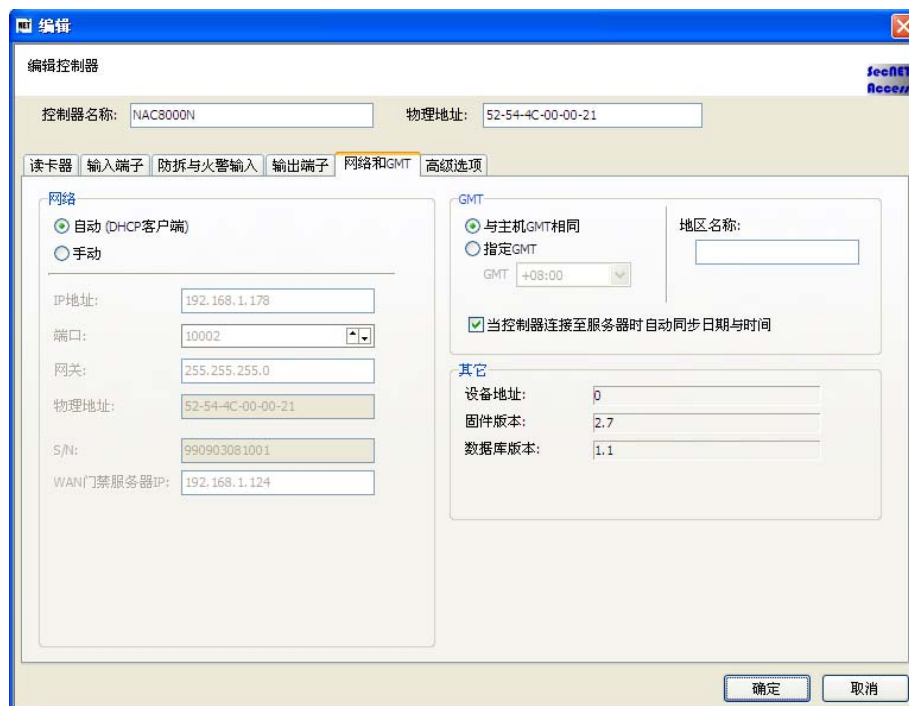 NET 编辑
编辑控制器
SecNET
Access
控制器名称: NAC8000N 物理地址: 52-54-4C-00-00-21
读卡器 输入端子 防拆与火警输入 输出端子 网络和GMT 高级选项
网络
自动 (DHCP客户端)
手动
IP地址: 192.168.1.178
端口: 10002
网关: 255.255.255.0
物理地址: 52-54-4C-00-00-21
S/N: 990903081001
WAN门禁服务器IP: 192.168.1.124
GMT
与主机GMT相同
指定GMT
GMT +08:00
地区名称:
当控制器连接至服务器时自动同步日期与时间
其它
设备地址: 0
固件版本: 2.7
数据库版本: 1.1
确定 取消